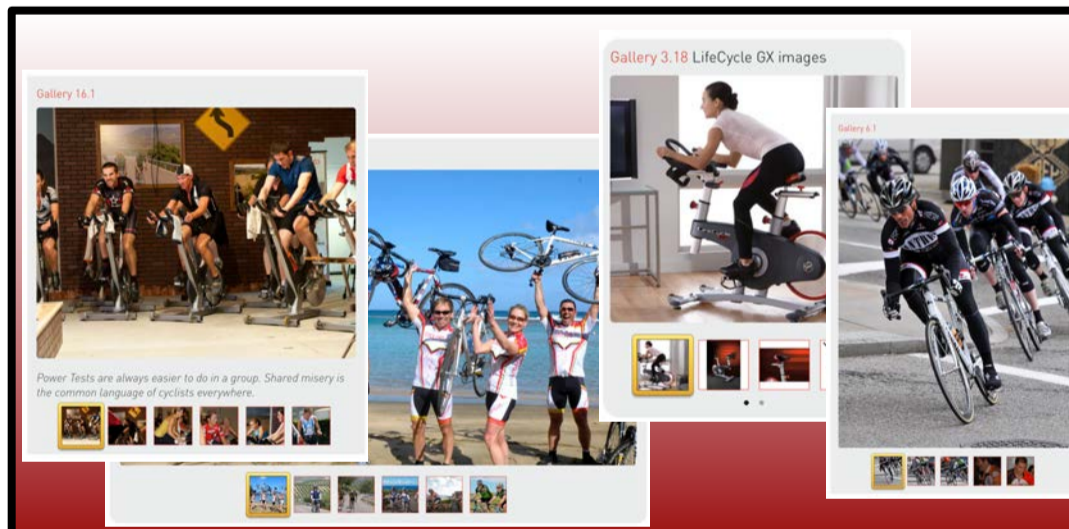 Gallery 16.1
Power Tests are always easier to do in a group. Shared misery is
the common language of cyclists everywhere.
Gallery 3.18 LifeCycle GX images
Gallery 6.1